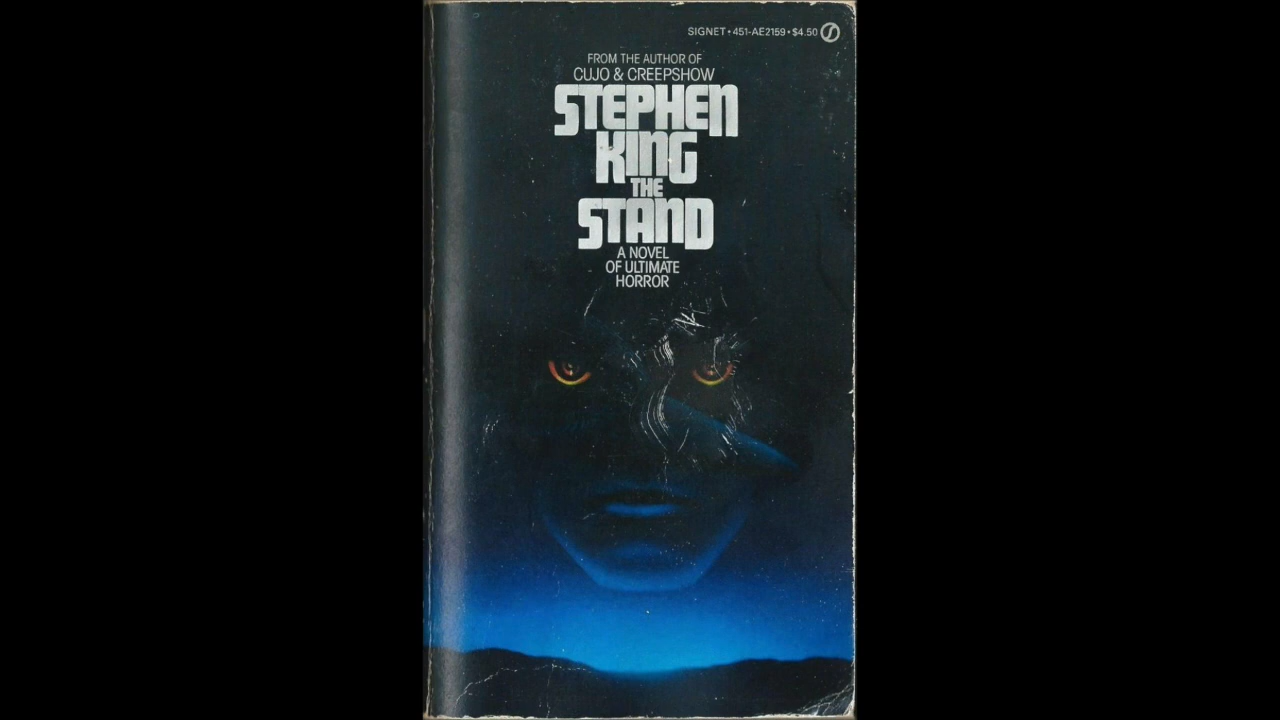 SIGNET • 451-AE2159 • $4.50
FROM THE AUTHOR OF
CUJO & CREEPSHOW
STEPHEN
KING
THE
STAND
A NOVEL
OF ULTIMATE
HORROR